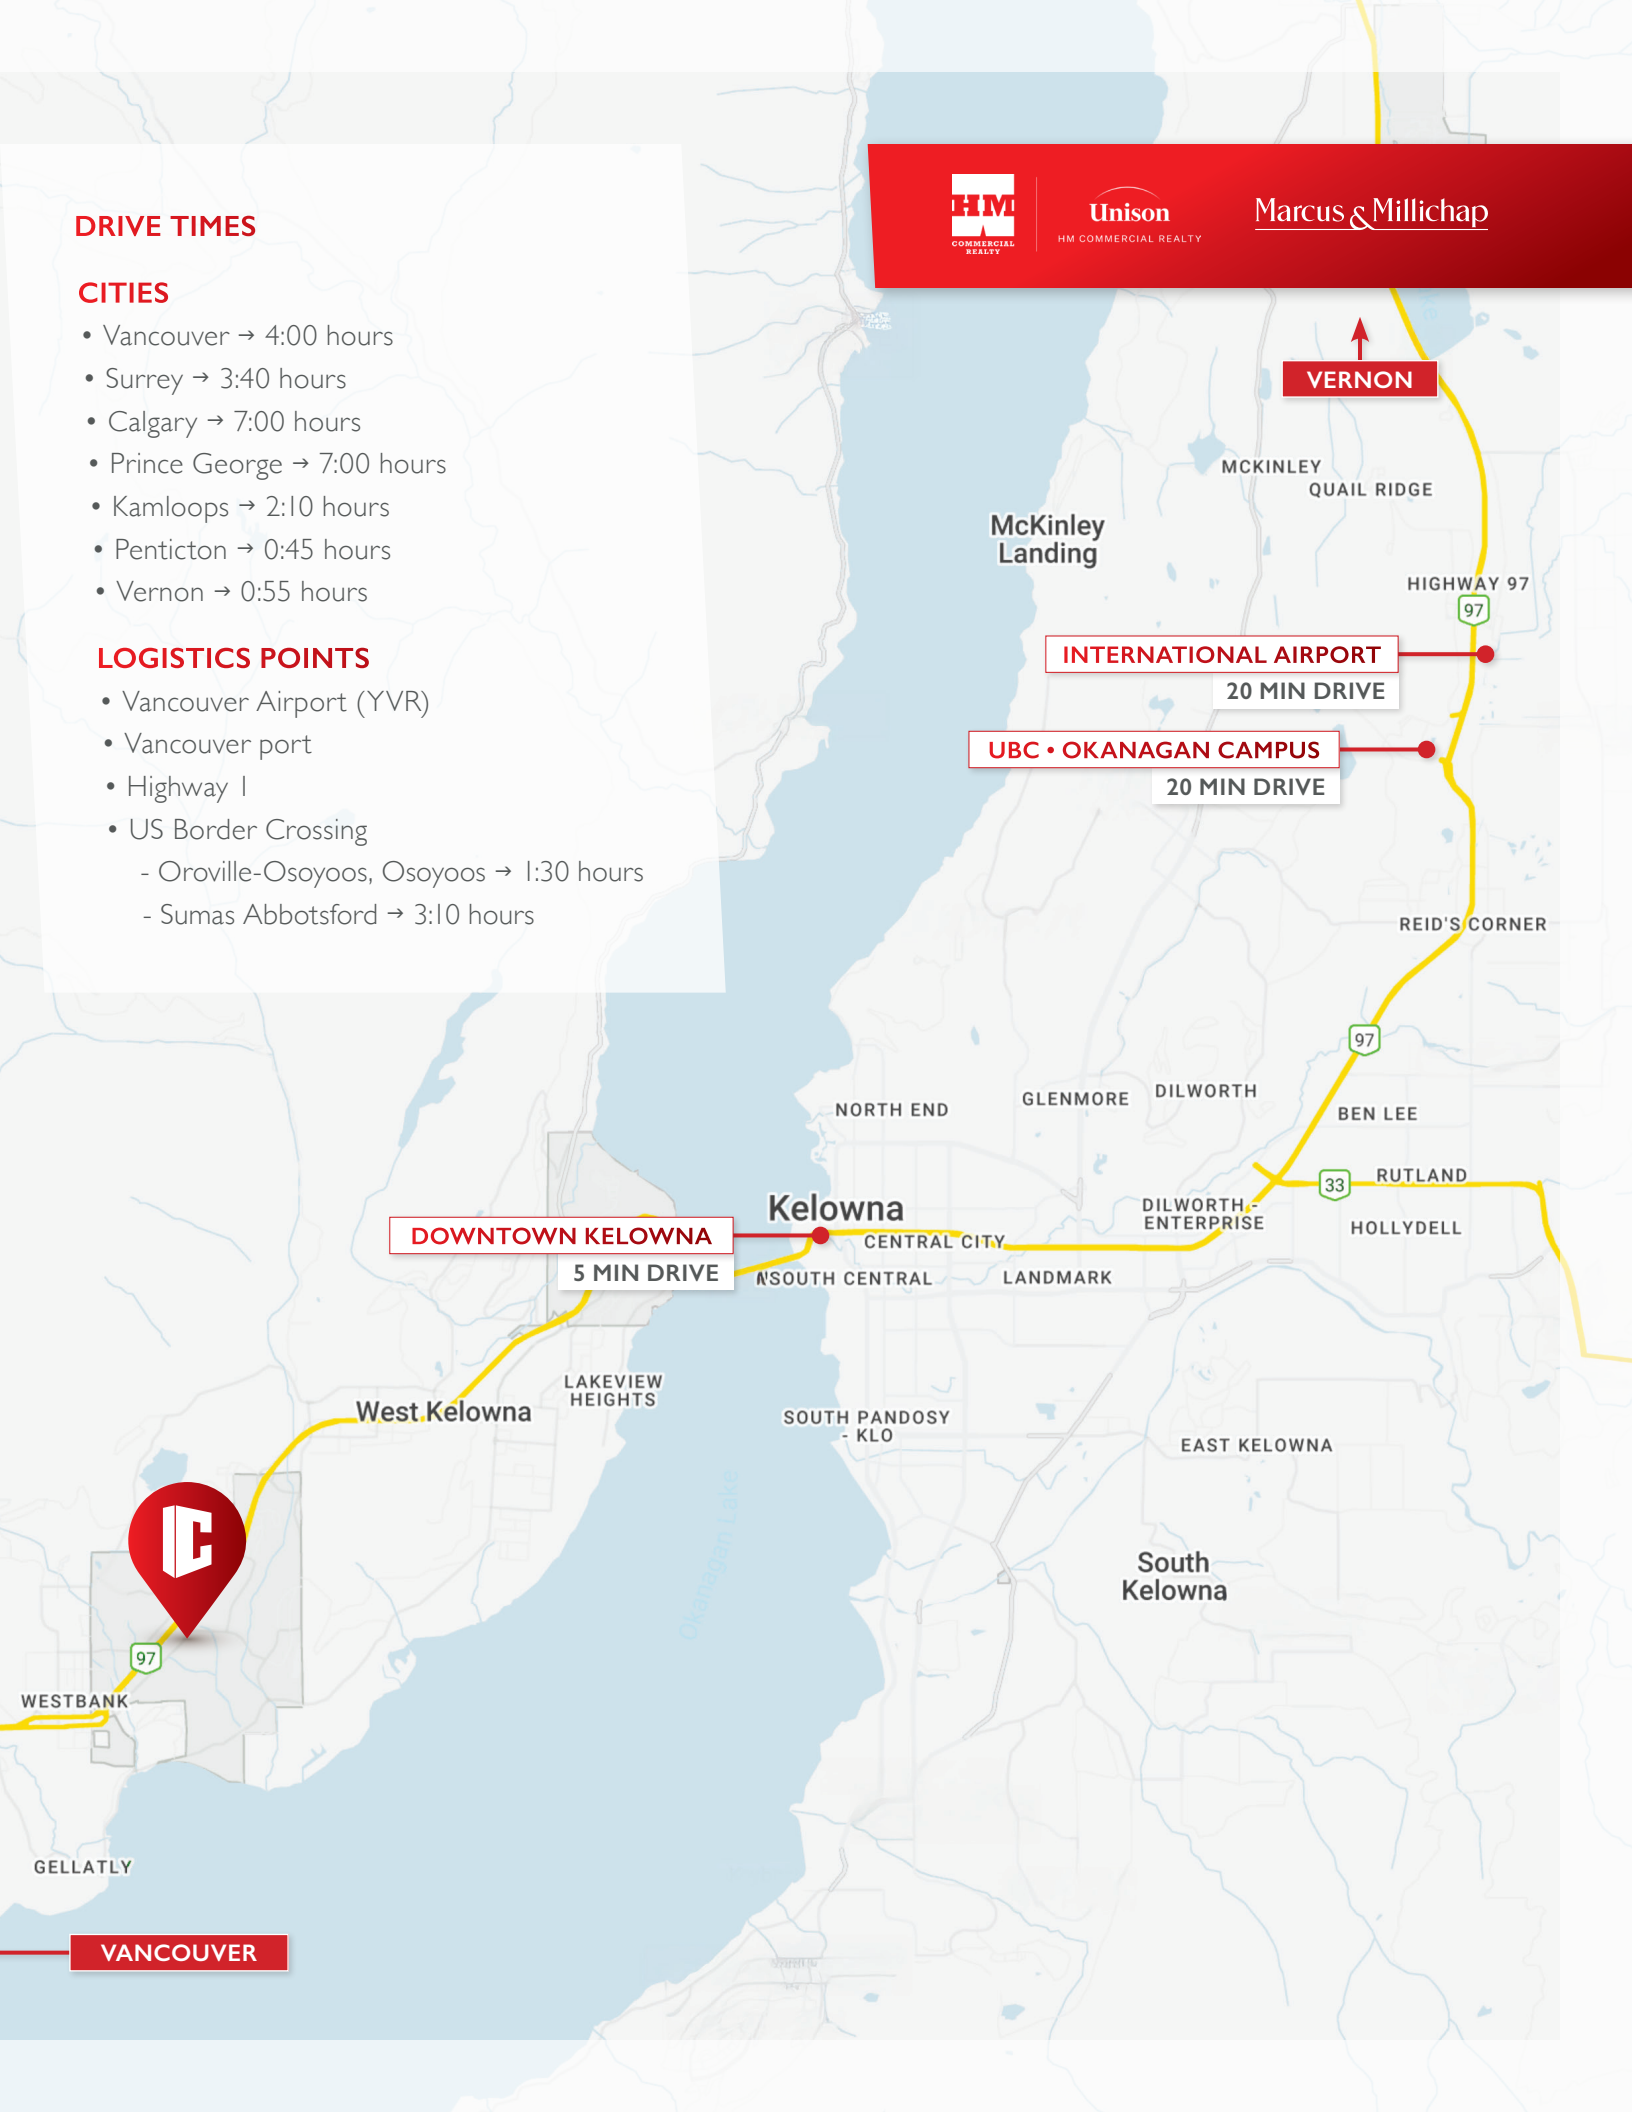 DRIVE TIMES
CITIES
• Vancouver → 4:00 hours
• Surrey → 3:40 hours
• Calgary → 7:00 hours
• Prince George → 7:00 hours
• Kamloops → 2:10 hours
• Penticton → 0:45 hours
• Vernon → 0:55 hours
LOGISTICS POINTS
• Vancouver Airport (YVR)
• Vancouver port
• Highway 1
• US Border Crossing
- Oroville-Osoyoos, Osoyoos → 1:30 hours
- Sumas Abbotsford → 3:10 hours
HM
COMMERCIAL
REALTY
Unison
HM COMMERCIAL REALTY
Marcus & Millichap
VERNON
MCKINLEY
QUAIL RIDGE
McKinley
Landing
HIGHWAY 97
97
INTERNATIONAL AIRPORT
20 MIN DRIVE
UBC • OKANAGAN CAMPUS
20 MIN DRIVE
REID'S CORNER
97
NORTH END
GLENMORE
DILWORTH
BEN LEE
33
RUTLAND
Kelowna
DILWORTH -
ENTERPRISE
HOLLYDELL
DOWNTOWN KELOWNA
5 MIN DRIVE
CENTRAL CITY
SOUTH CENTRAL
LANDMARK
LAKEVIEW
HEIGHTS
West Kelowna
SOUTH PANDOSY
- KLO
EAST KELOWNA
Okanagan Lake
IC
South
Kelowna
97
WESTBANK
GELLATLY
VANCOUVER